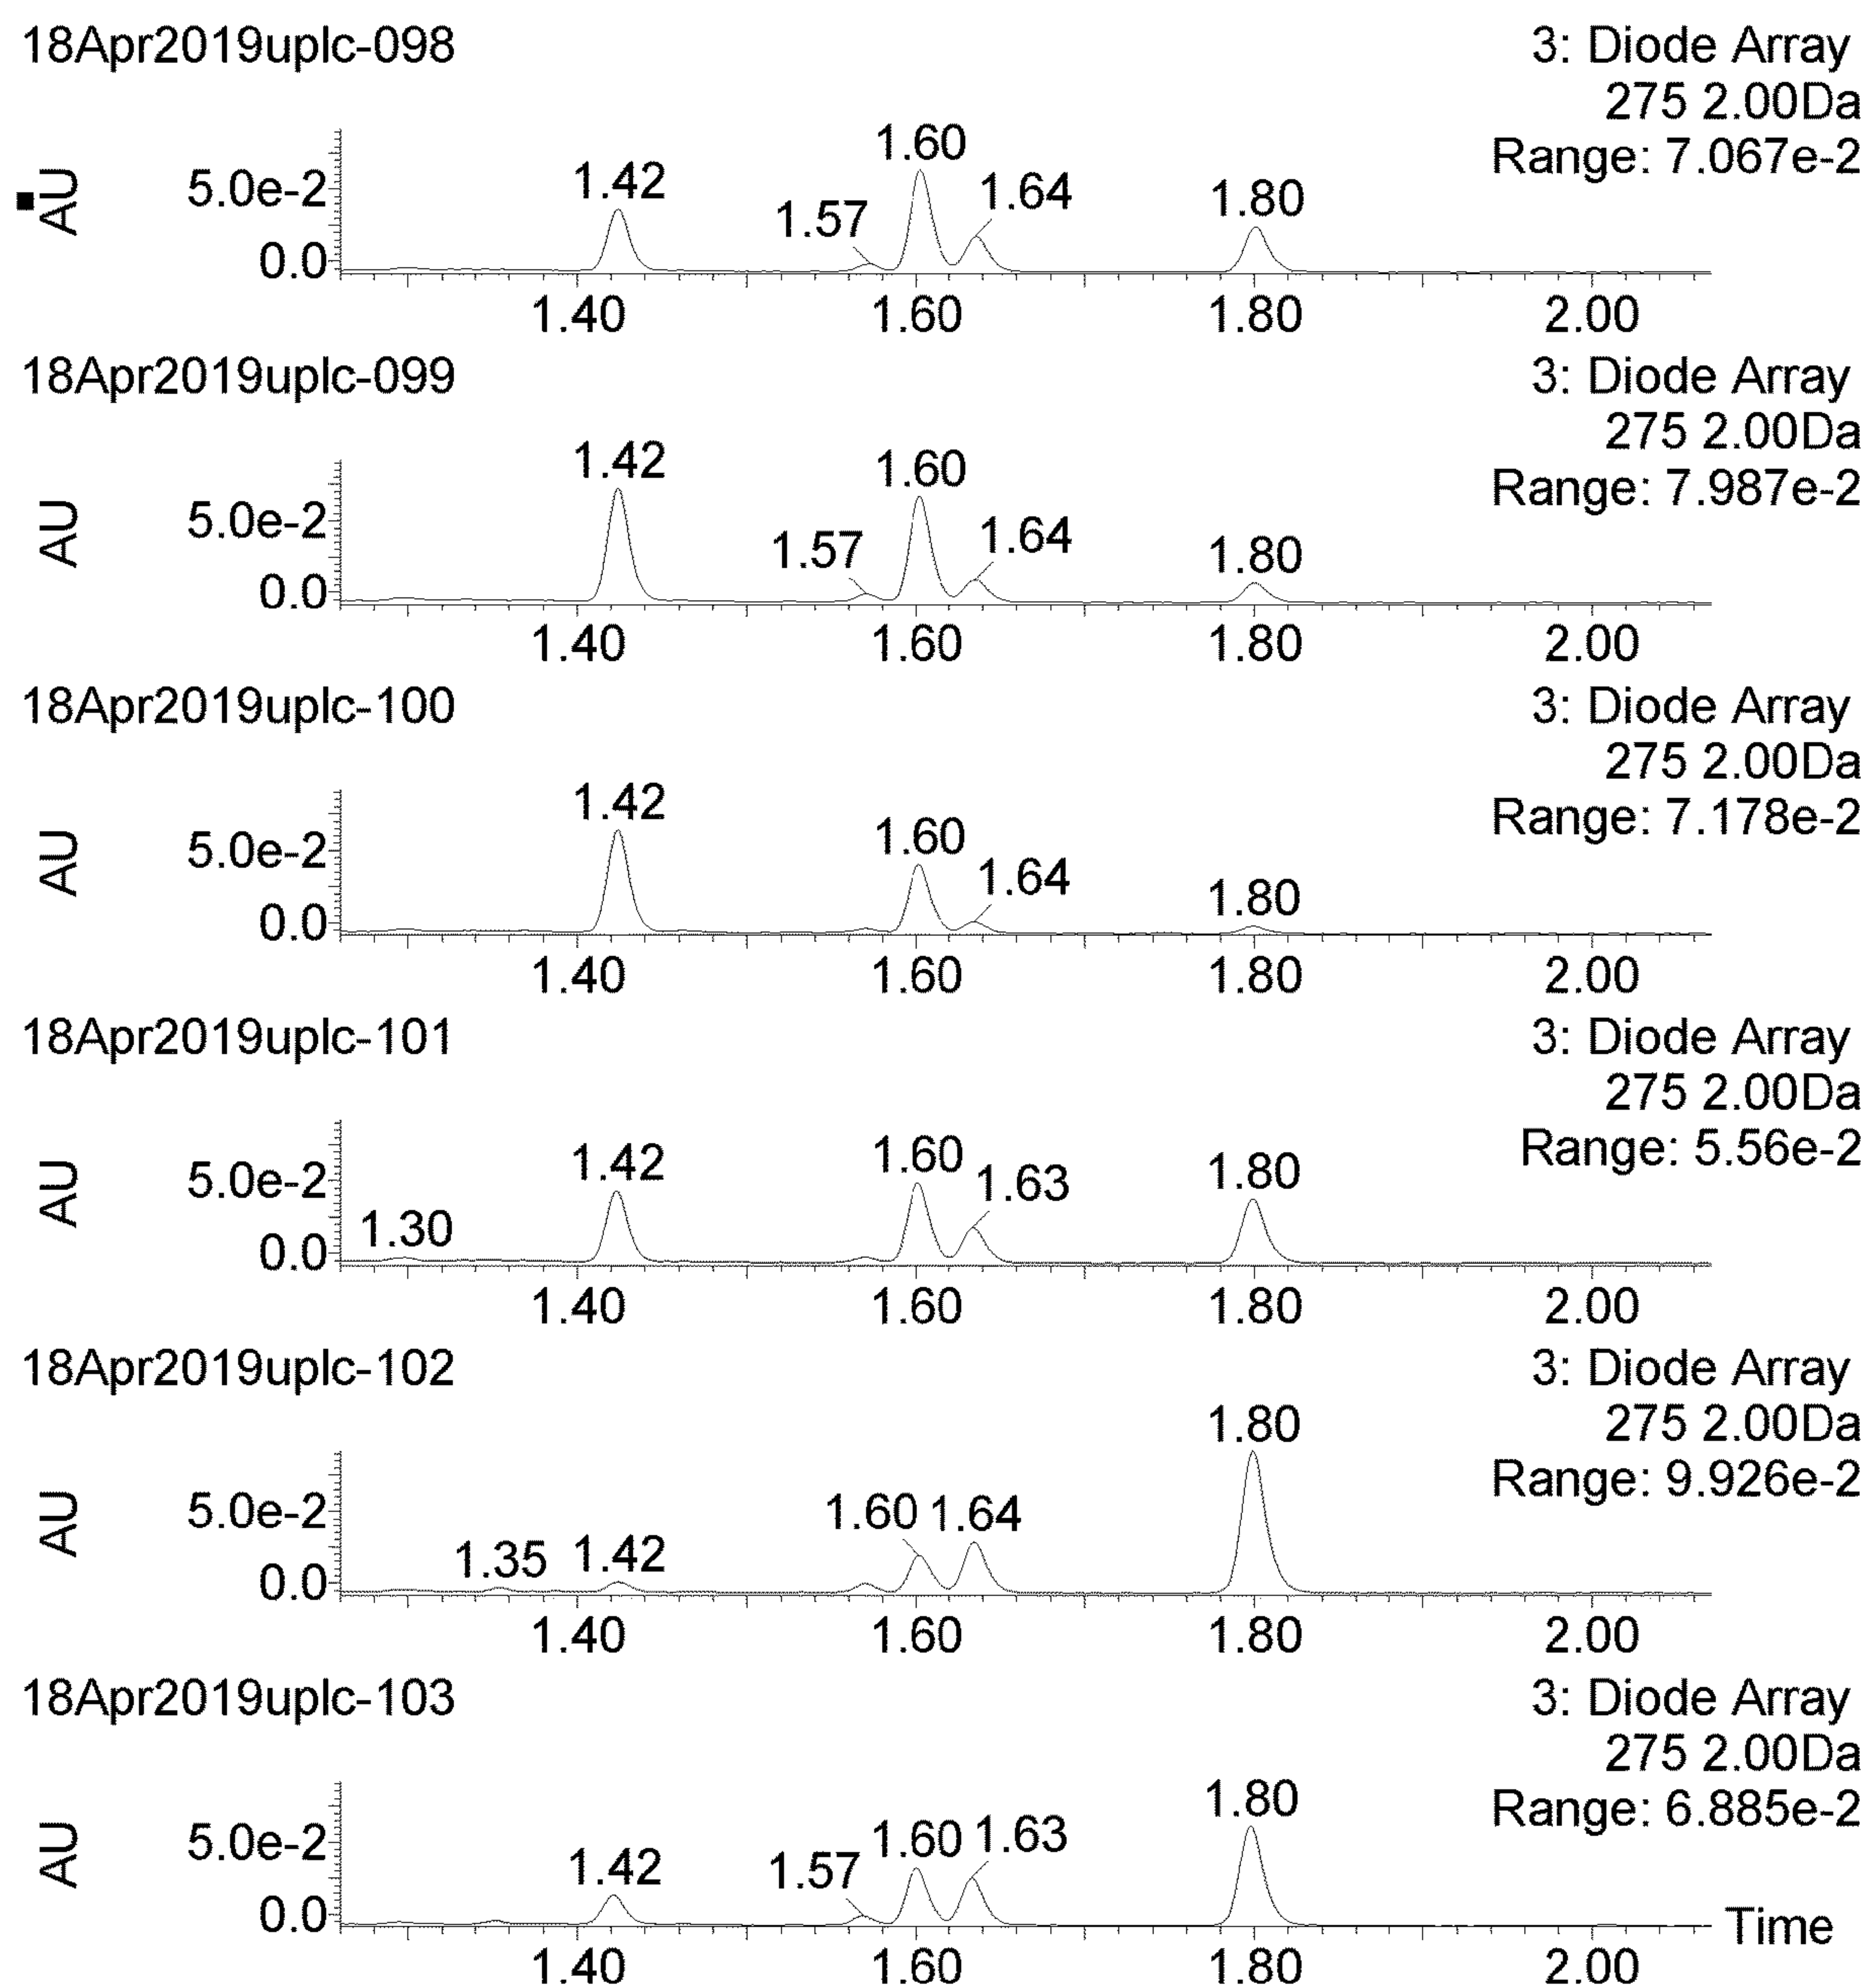 18Apr2019uplc-098
3: Diode Array
275 2.00Da
Range: 7.067e-2
AU
5.0e-2
0.0
1.42
1.57
1.60
1.64
1.80
1.40 1.60 1.80 2.00
18Apr2019uplc-099
3: Diode Array
275 2.00Da
Range: 7.987e-2
AU
5.0e-2
0.0
1.42
1.57
1.60
1.64
1.80
1.40 1.60 1.80 2.00
18Apr2019uplc-100
3: Diode Array
275 2.00Da
Range: 7.178e-2
AU
5.0e-2
0.0
1.42
1.60
1.64
1.80
1.40 1.60 1.80 2.00
18Apr2019uplc-101
3: Diode Array
275 2.00Da
Range: 5.56e-2
AU
5.0e-2
0.0
1.30
1.42
1.60
1.63
1.80
1.40 1.60 1.80 2.00
18Apr2019uplc-102
3: Diode Array
275 2.00Da
Range: 9.926e-2
AU
5.0e-2
0.0
1.35
1.42
1.60
1.64
1.80
1.40 1.60 1.80 2.00
18Apr2019uplc-103
3: Diode Array
275 2.00Da
Range: 6.885e-2
AU
5.0e-2
0.0
1.42
1.57
1.60
1.63
1.80
Time
1.40 1.60 1.80 2.00